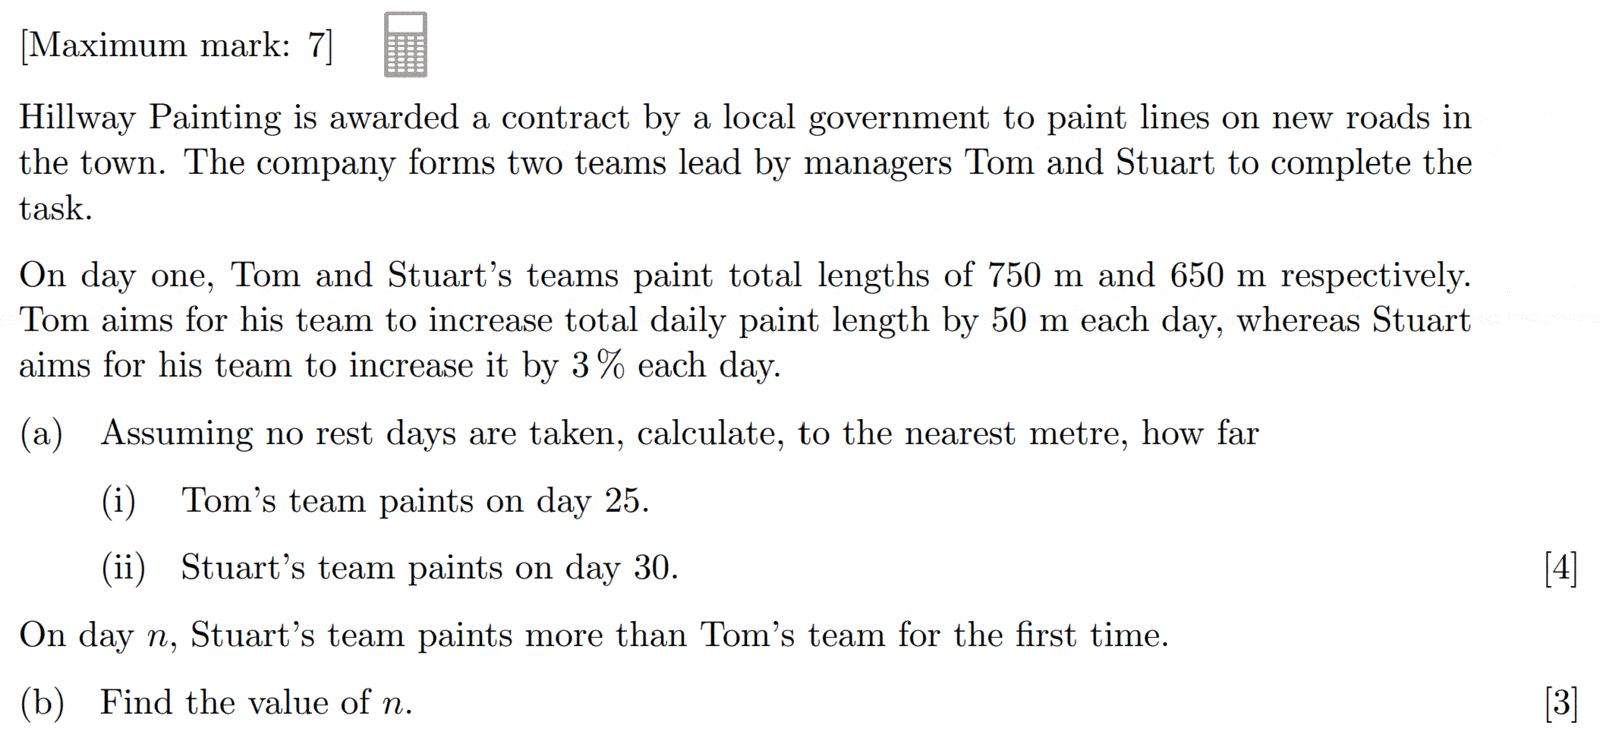 [Maximum mark: 7]
Hillway Painting is awarded a contract by a local government to paint lines on new roads in
the town. The company forms two teams lead by managers Tom and Stuart to complete the
task.
On day one, Tom and Stuart's teams paint total lengths of 750 m and 650 m respectively.
Tom aims for his team to increase total daily paint length by 50 m each day, whereas Stuart
aims for his team to increase it by 3 % each day.
(a) Assuming no rest days are taken, calculate, to the nearest metre, how far
(i) Tom's team paints on day 25.
(ii) Stuart's team paints on day 30. [4]
On day n, Stuart's team paints more than Tom's team for the first time.
(b) Find the value of n. [3]